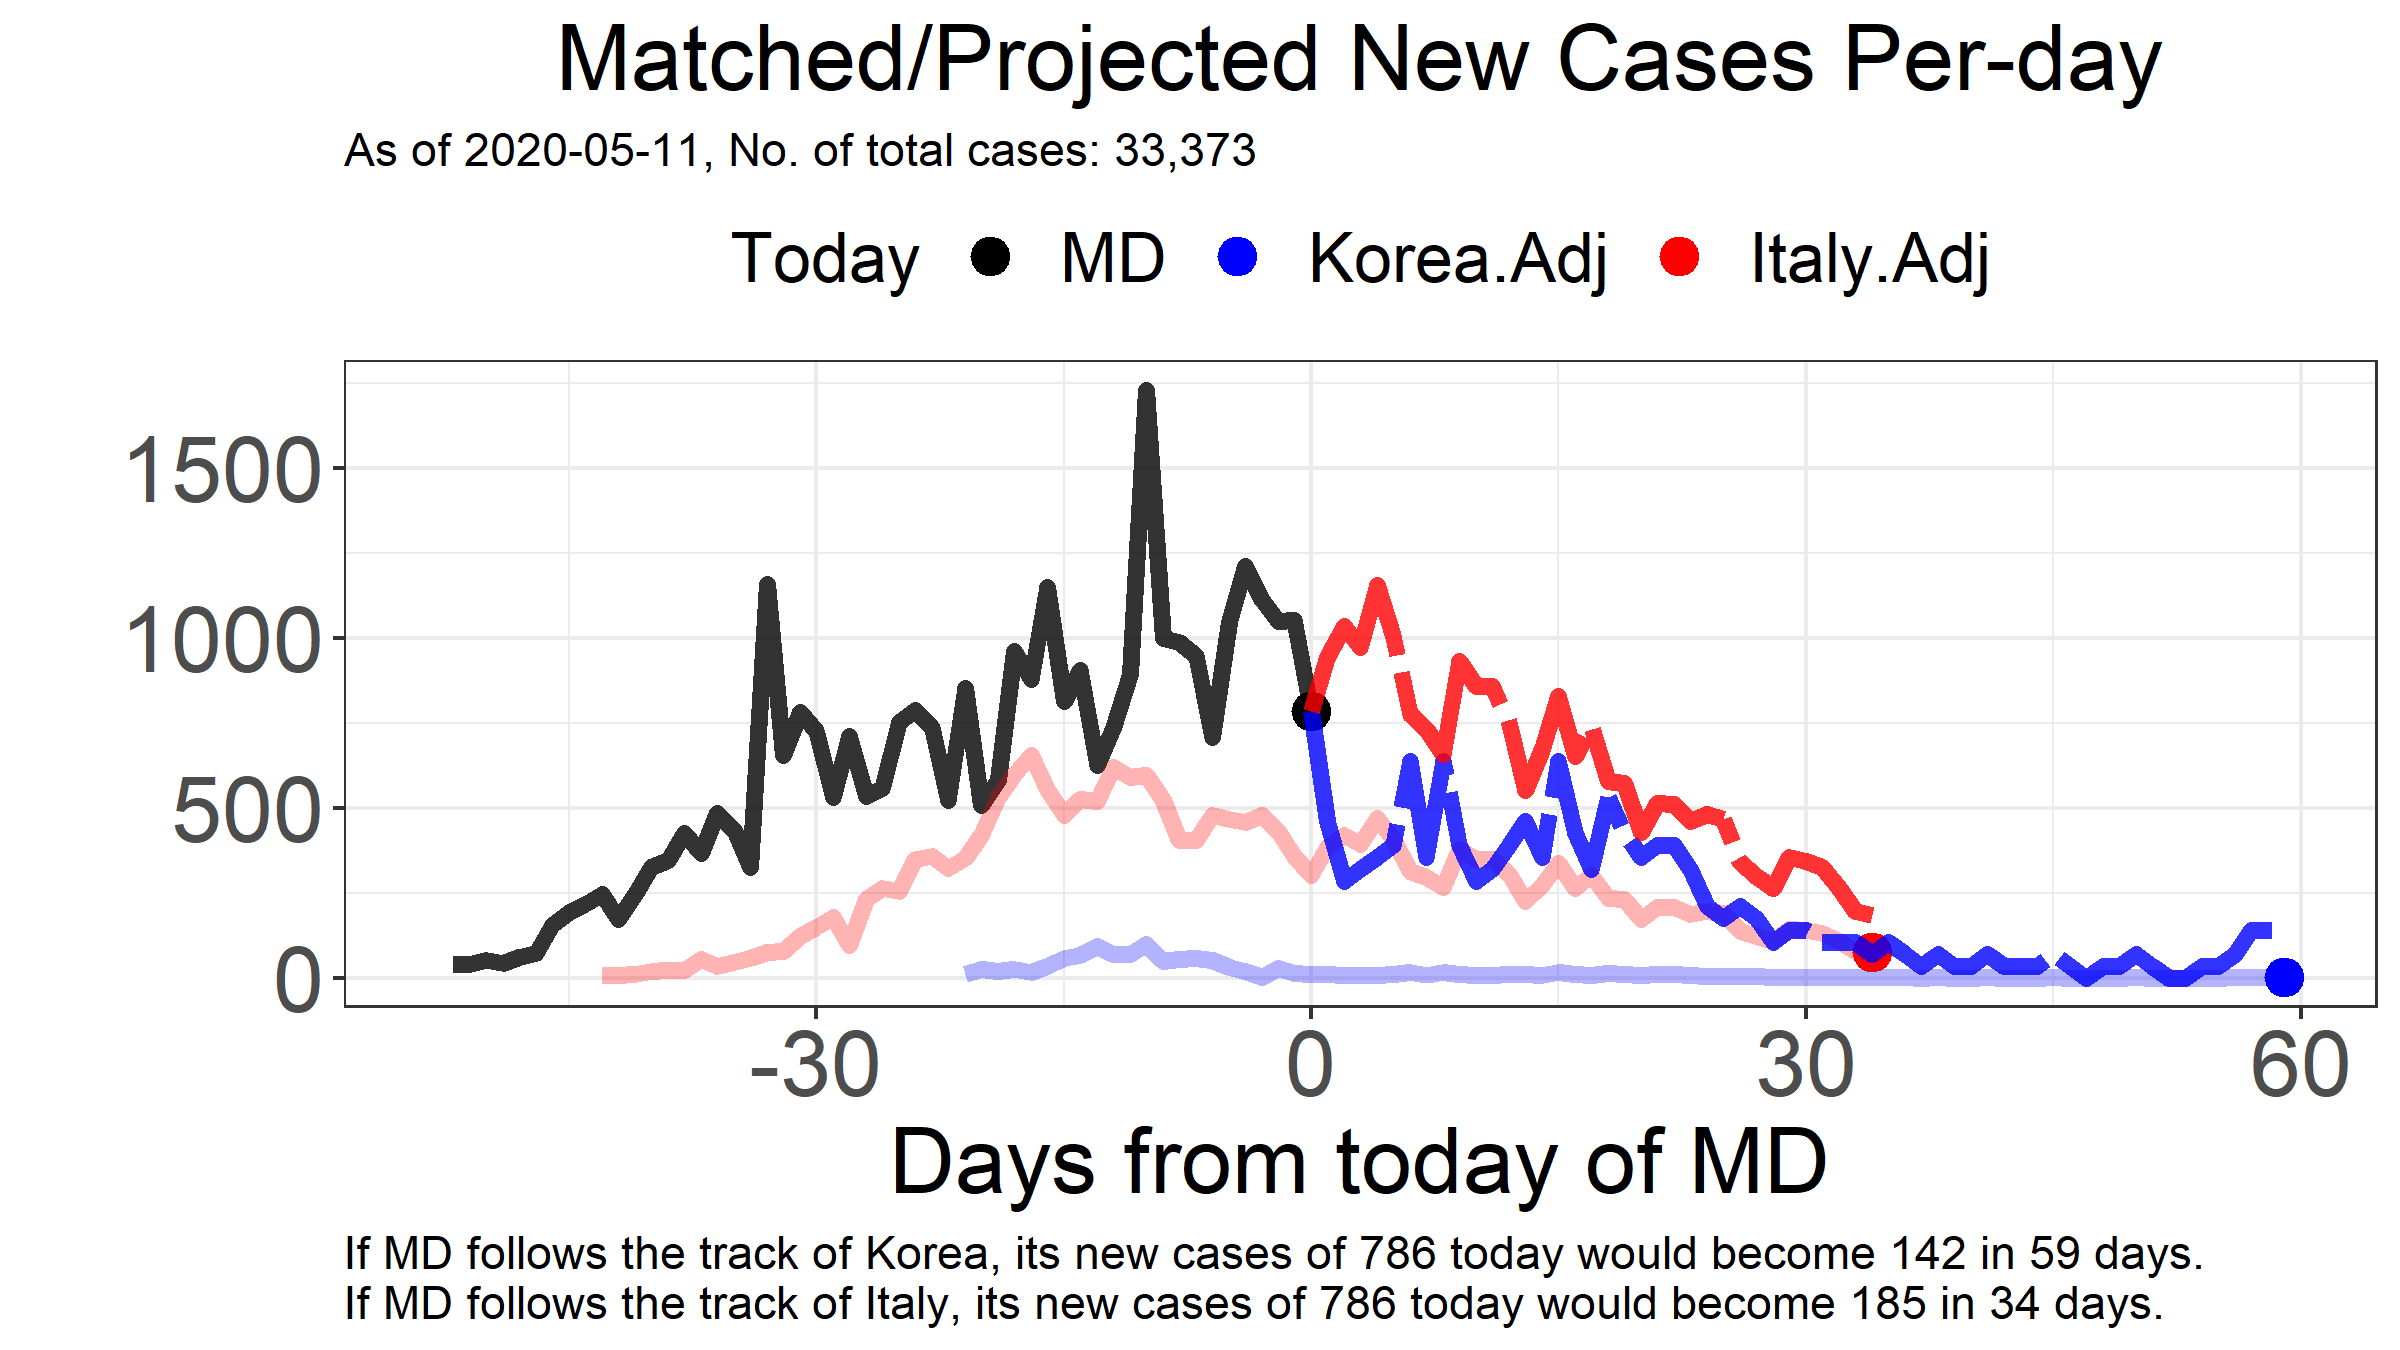 Matched/Projected New Cases Per-day
As of 2020-05-11, No. of total cases: 33,373
Today MD Korea.Adj Italy.Adj
1500
1000
500
0
-30 0 30 60
Days from today of MD
If MD follows the track of Korea, its new cases of 786 today would become 142 in 59 days.
If MD follows the track of Italy, its new cases of 786 today would become 185 in 34 days.